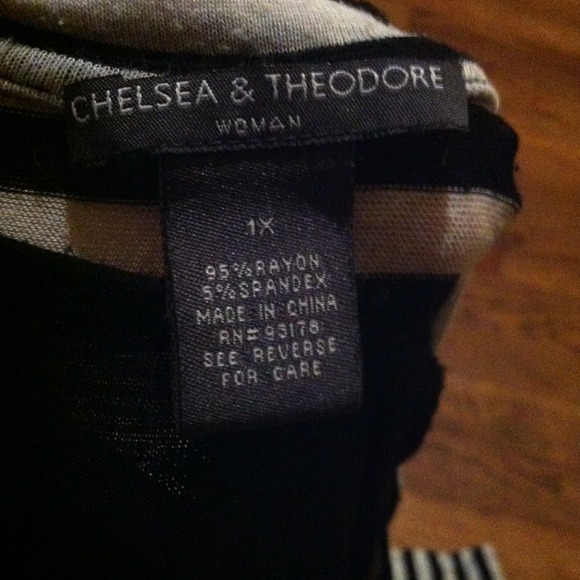 CHELSEA & THEODORE
WOMAN
1X
95%RAYON
5%SPANDEX
MADE IN CHINA
RN#93178
SEE REVERSE
FOR CARE